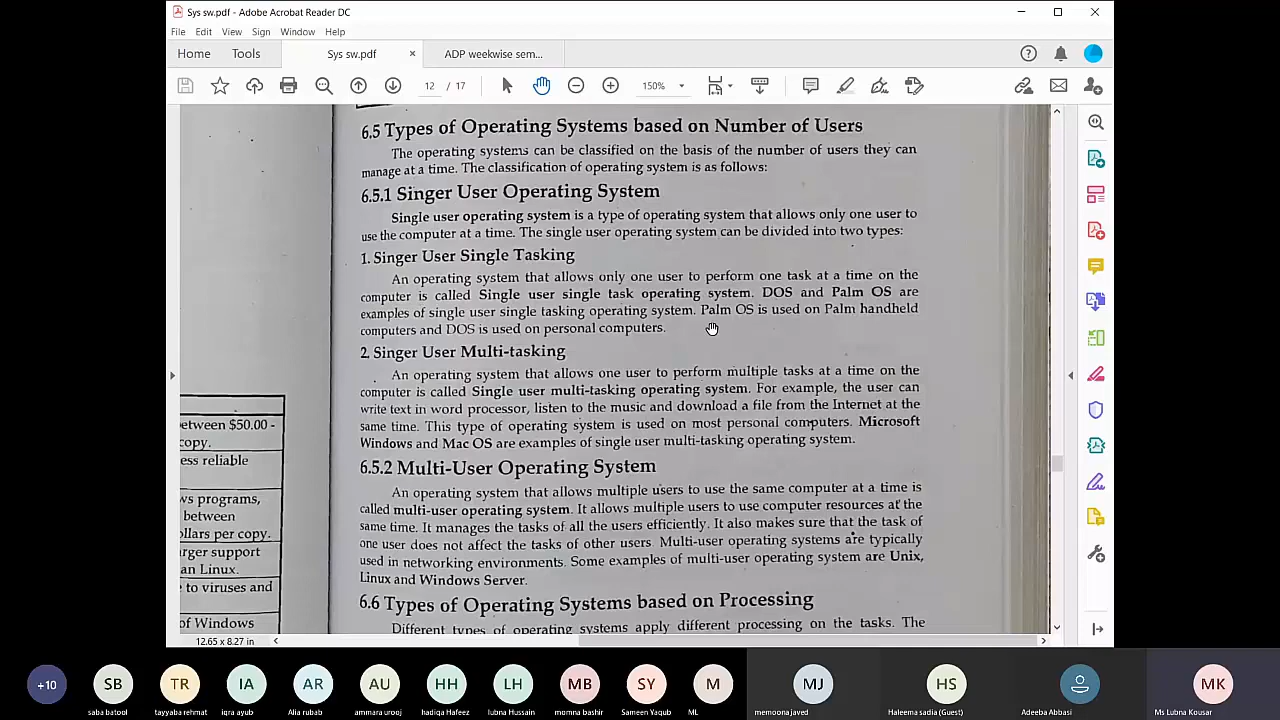 Sys sw.pdf - Adobe Acrobat Reader DC
File Edit View Sign Window Help
Home Tools Sys sw.pdf × ADP weekwise sem...
12 / 17 150%
6.5 Types of Operating Systems based on Number of Users
The operating systems can be classified on the basis of the number of users they can
manage at a time. The classification of operating system is as follows:
6.5.1 Singer User Operating System
Single user operating system is a type of operating system that allows only one user to
use the computer at a time. The single user operating system can be divided into two types:
1. Singer User Single Tasking
An operating system that allows only one user to perform one task at a time on the
computer is called Single user single task operating system. DOS and Palm OS are
examples of single user single tasking operating system. Palm OS is used on Palm handheld
computers and DOS is used on personal computers.
2. Singer User Multi-tasking
An operating system that allows one user to perform multiple tasks at a time on the
computer is called Single user multi-tasking operating system. For example, the user can
write text in word processor, listen to the music and download a file from the Internet at the
same time. This type of operating system is used on most personal computers. Microsoft
Windows and Mac OS are examples of single user multi-tasking operating system.
6.5.2 Multi-User Operating System
An operating system that allows multiple users to use the same computer at a time is
called multi-user operating system. It allows multiple users to use computer resources at the
same time. It manages the tasks of all the users efficiently. It also makes sure that the task of
one user does not affect the tasks of other users. Multi-user operating systems are typically
used in networking environments. Some examples of multi-user operating system are Unix,
Linux and Windows Server.
6.6 Types of Operating Systems based on Processing
Different types of operating systems apply different processing on the tasks. The
etween $50.00 -
copy.
ess reliable
ws programs,
between
ollars per copy.
arger support
an Linux.
e to viruses and
of Windows
12.65 x 8.27 in
+10 SB TR IA AR AU HH LH MB SY M MJ HS MK
saba batool tayyaba rehmat iqra ayub Alia rubab ammara urooj hadiqa Hafeez lubna Hussain momna bashir Sameen Yaqub ML memoona javed Haleema sadia (Guest) Adeeba Abbasi Ms Lubna Kousar